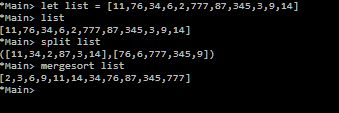 *Main> let list = [11,76,34,6,2,777,87,345,3,9,14]
*Main> list
[11,76,34,6,2,777,87,345,3,9,14]
*Main> split list
([11,34,2,87,3,14],[76,6,777,345,9])
*Main> mergesort list
[2,3,6,9,11,14,34,76,87,345,777]
*Main>